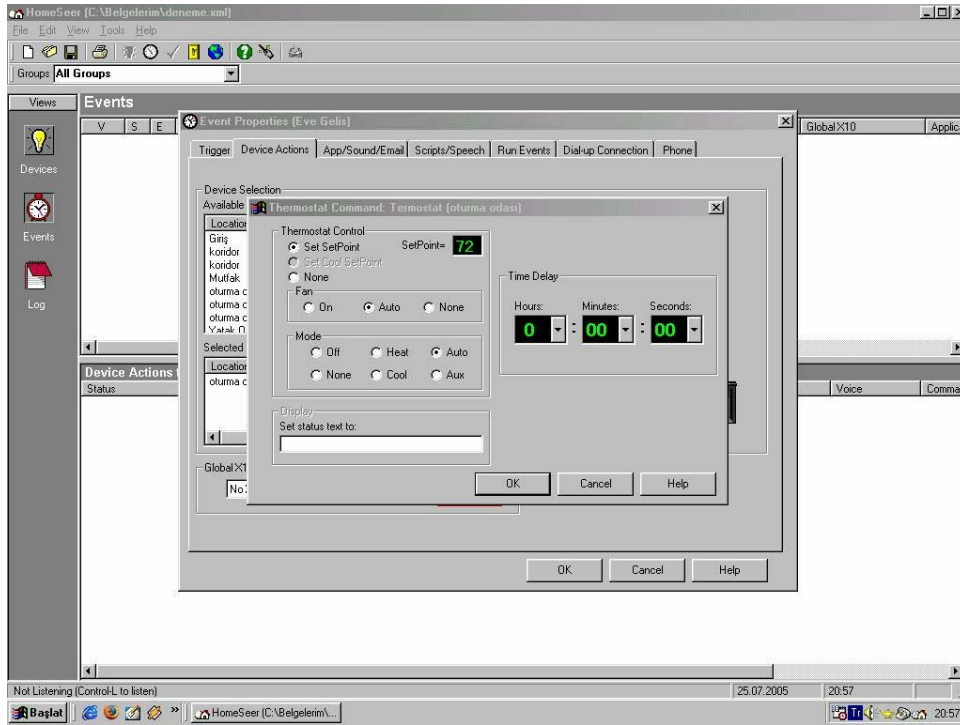 HomeSeer (C:\Belgelerim\deneme.xml)
File Edit View Tools Help
Groups All Groups
Views
Events
V S E
Global X10
Applic
Devices
Events
Log
Event Properties (Eve Gelis)
Trigger Device Actions App/Sound/Email Scripts/Speech Run Events Dial-up Connection Phone
Device Selection
Available
Location
Giriş
koridor
koridor
Mutfak
oturma o
oturma o
oturma o
Yatak O
Selected
Location
oturma o
Thermostat Command: Termostat (oturma odası)
Thermostat Control
Set SetPoint
SetPoint= 72
Set Cool SetPoint
None
Fan
On Auto None
Mode
Off Heat Auto
None Cool Aux
Display
Set status text to:
Time Delay
Hours: Minutes: Seconds:
0 : 00 : 00
OK Cancel Help
Global X1
No
OK Cancel Help
Device Actions
Status
Voice
Comma
Not Listening (Control-L to listen)
25.07.2005 20:57
Başlat
HomeSeer (C:\Belgelerim\...
Tr
20:57